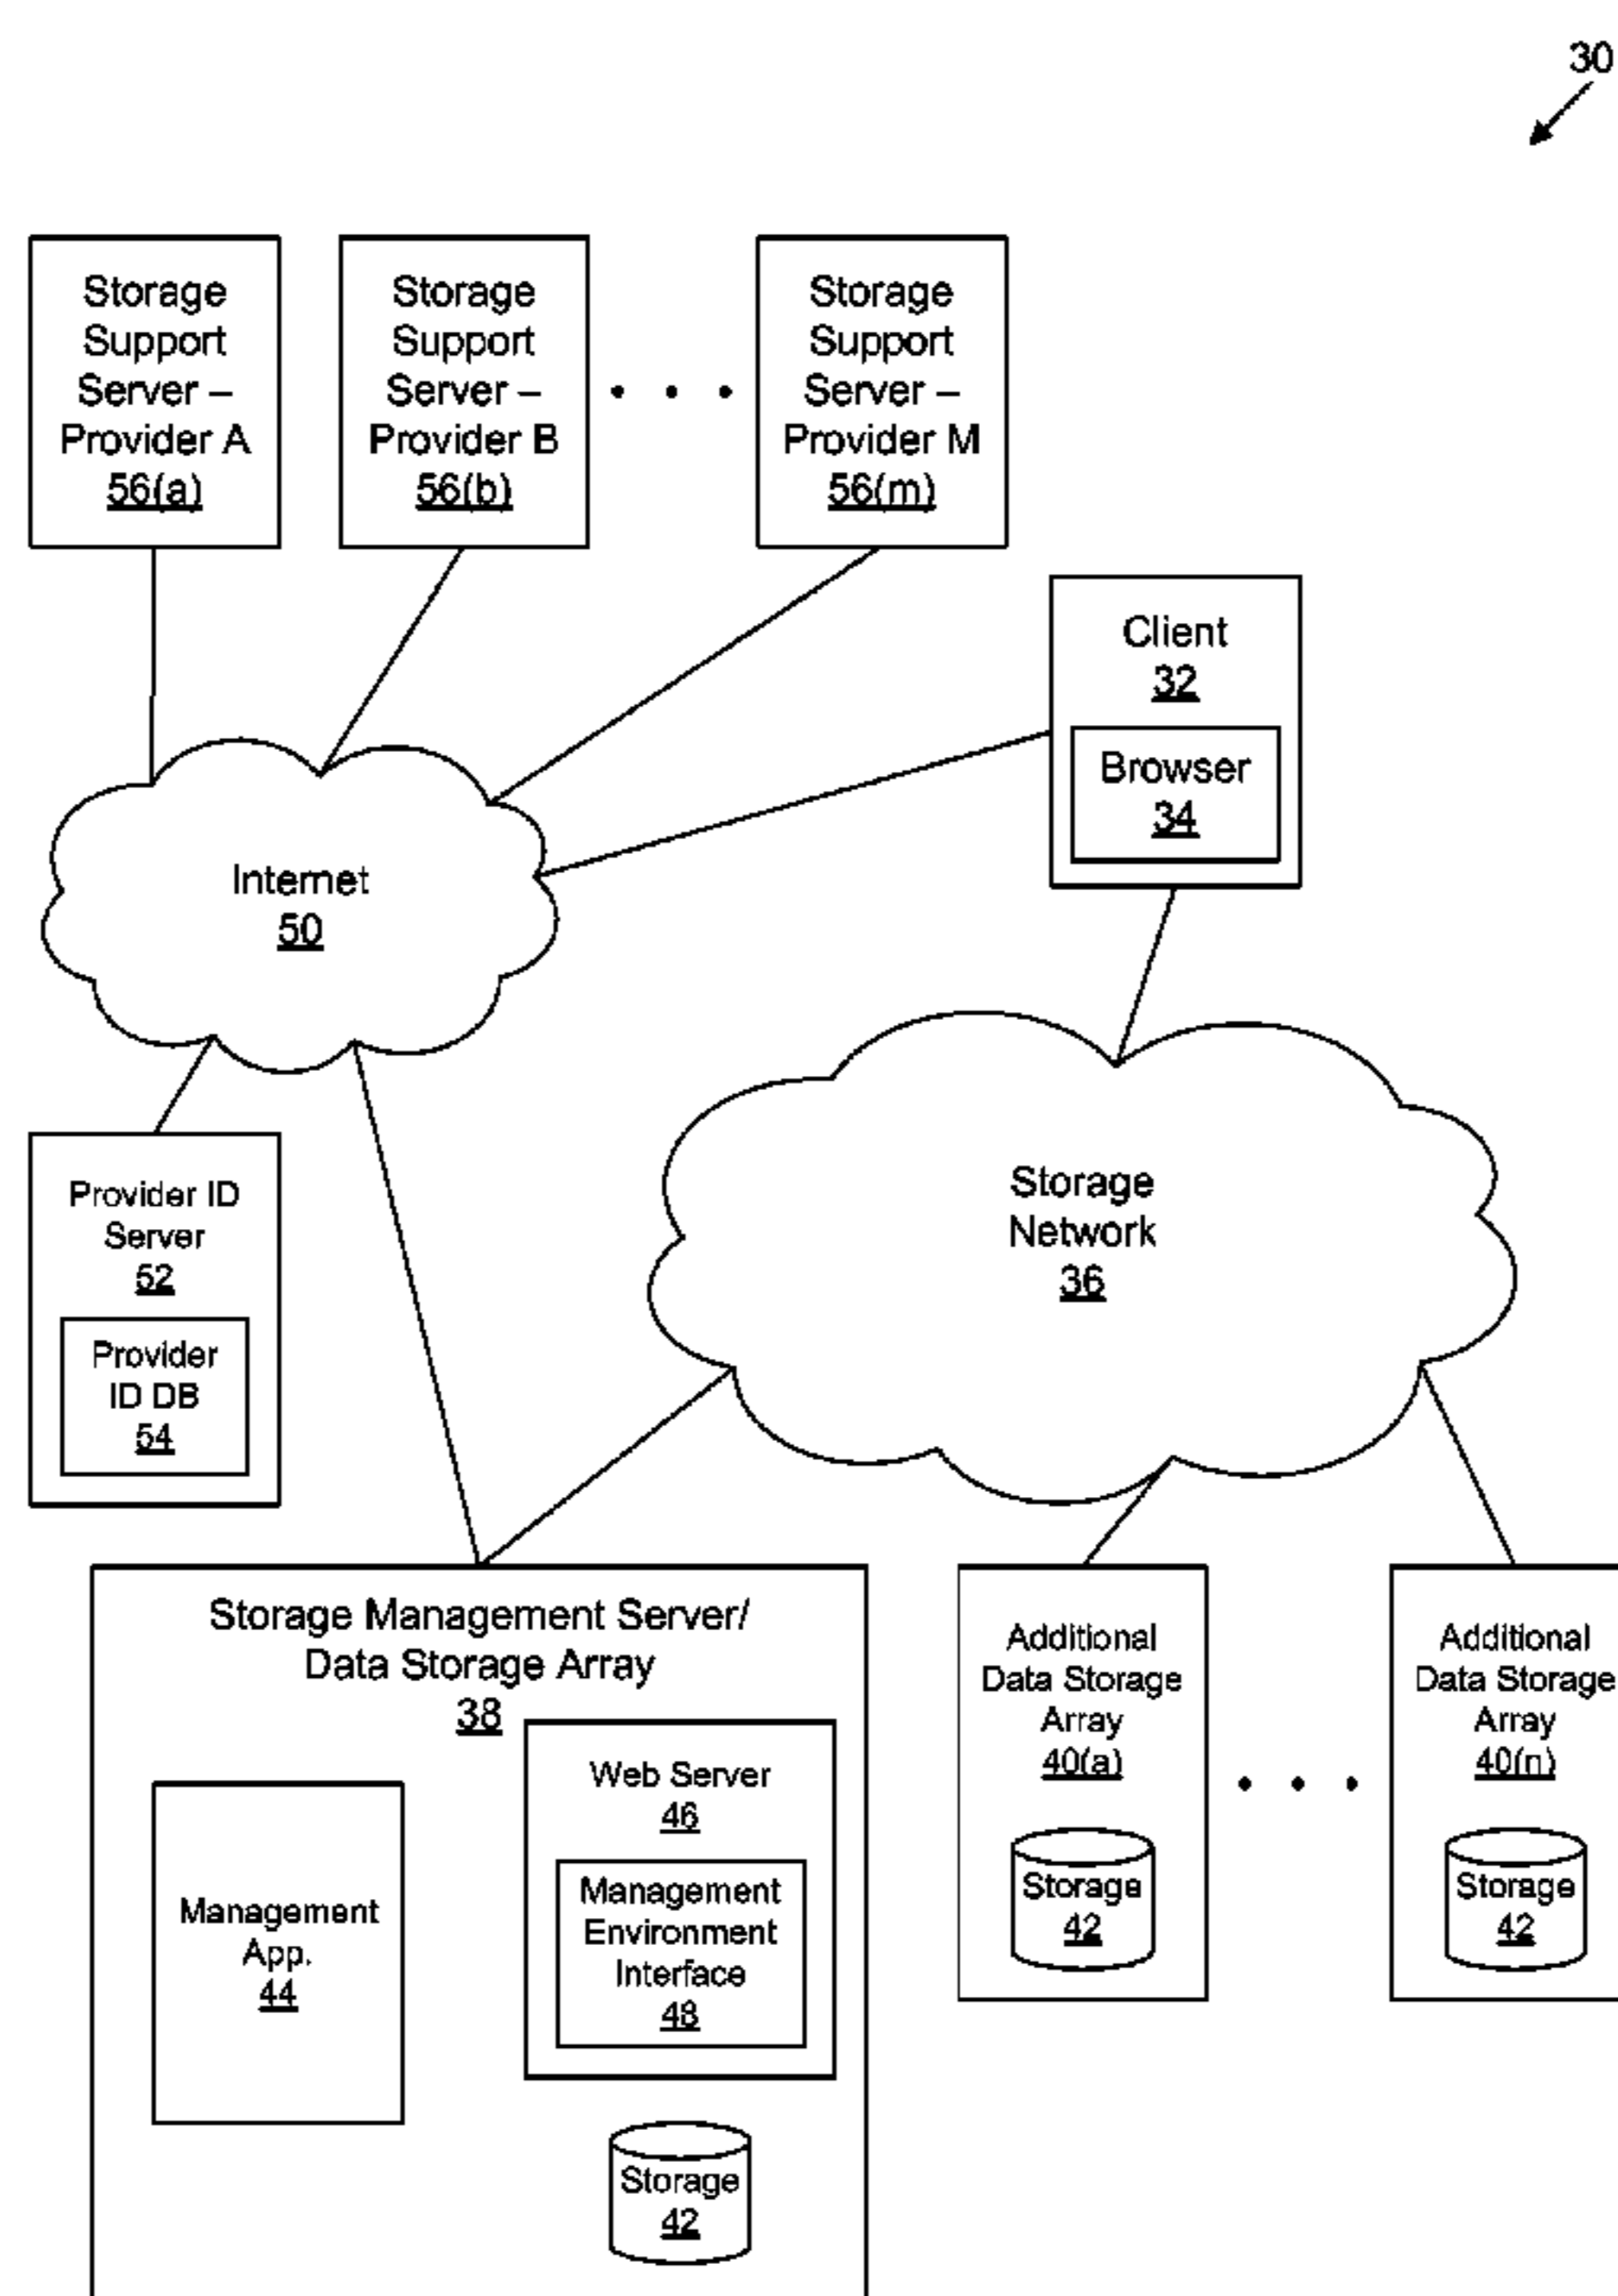 30
Storage
Support
Server –
Provider A
56(a)
Storage
Support
Server –
Provider B
56(b)
• • •
Storage
Support
Server –
Provider M
56(m)
Client
32
Browser
34
Internet
50
Storage
Network
36
Provider ID
Server
52
Provider
ID DB
54
Storage Management Server/
Data Storage Array
38
Management
App.
44
Web Server
46
Management
Environment
Interface
48
Storage
42
Additional
Data Storage
Array
40(a)
Storage
42
• • •
Additional
Data Storage
Array
40(n)
Storage
42